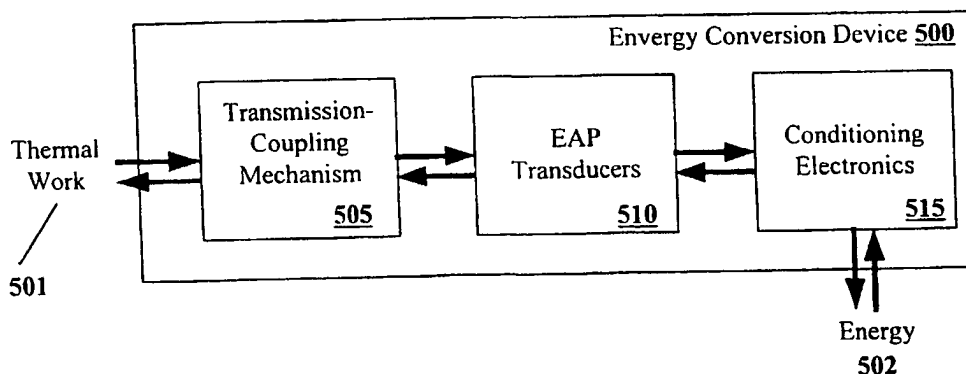 Envergy Conversion Device 500
Transmission-
Coupling
Mechanism
505
EAP
Transducers
510
Conditioning
Electronics
515
Thermal
Work
501
Energy
502